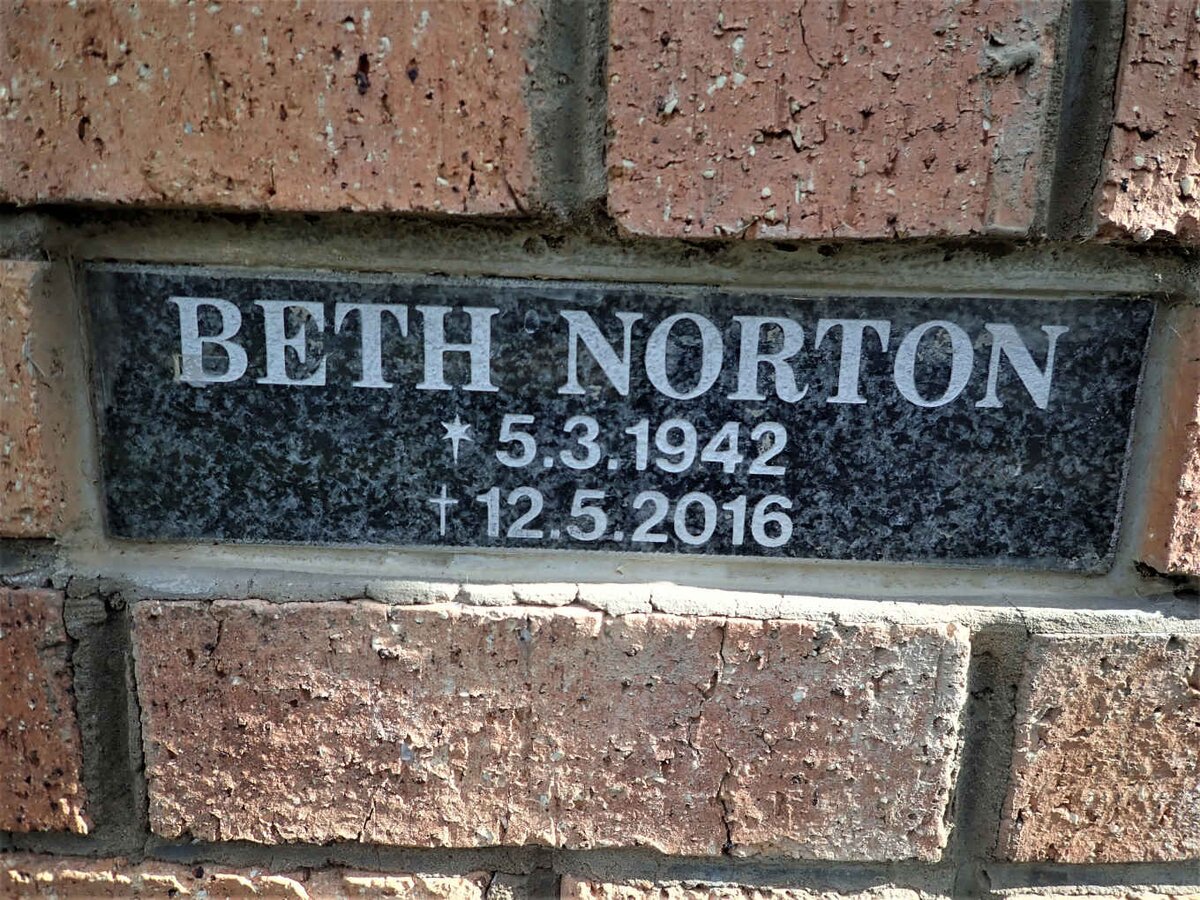 BETH NORTON
★ 5.3.1942
† 12.5.2016